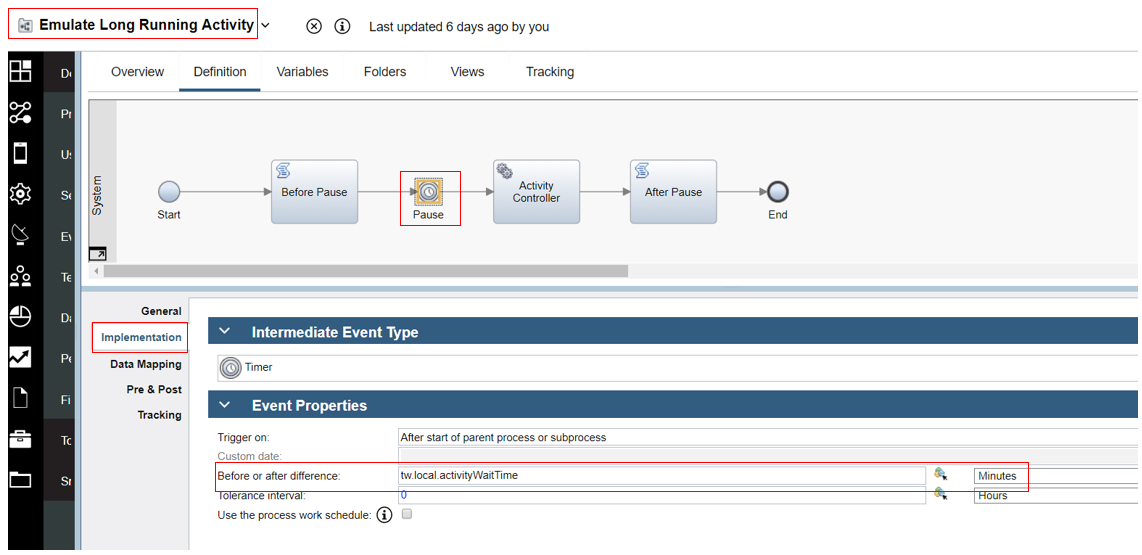 Emulate Long Running Activity
Last updated 6 days ago by you
Overview Definition Variables Folders Views Tracking
De
Pr
Us
Se
Ev
Te
Da
Pe
Fi
To
Sr
System
Start
Before Pause
Pause
Activity
Controller
After Pause
End
General
Implementation
Data Mapping
Pre & Post
Tracking
Intermediate Event Type
Timer
Event Properties
Trigger on: After start of parent process or subprocess
Custom date:
Before or after difference: tw.local.activityWaitTime Minutes
Tolerance interval: 0 Hours
Use the process work schedule: